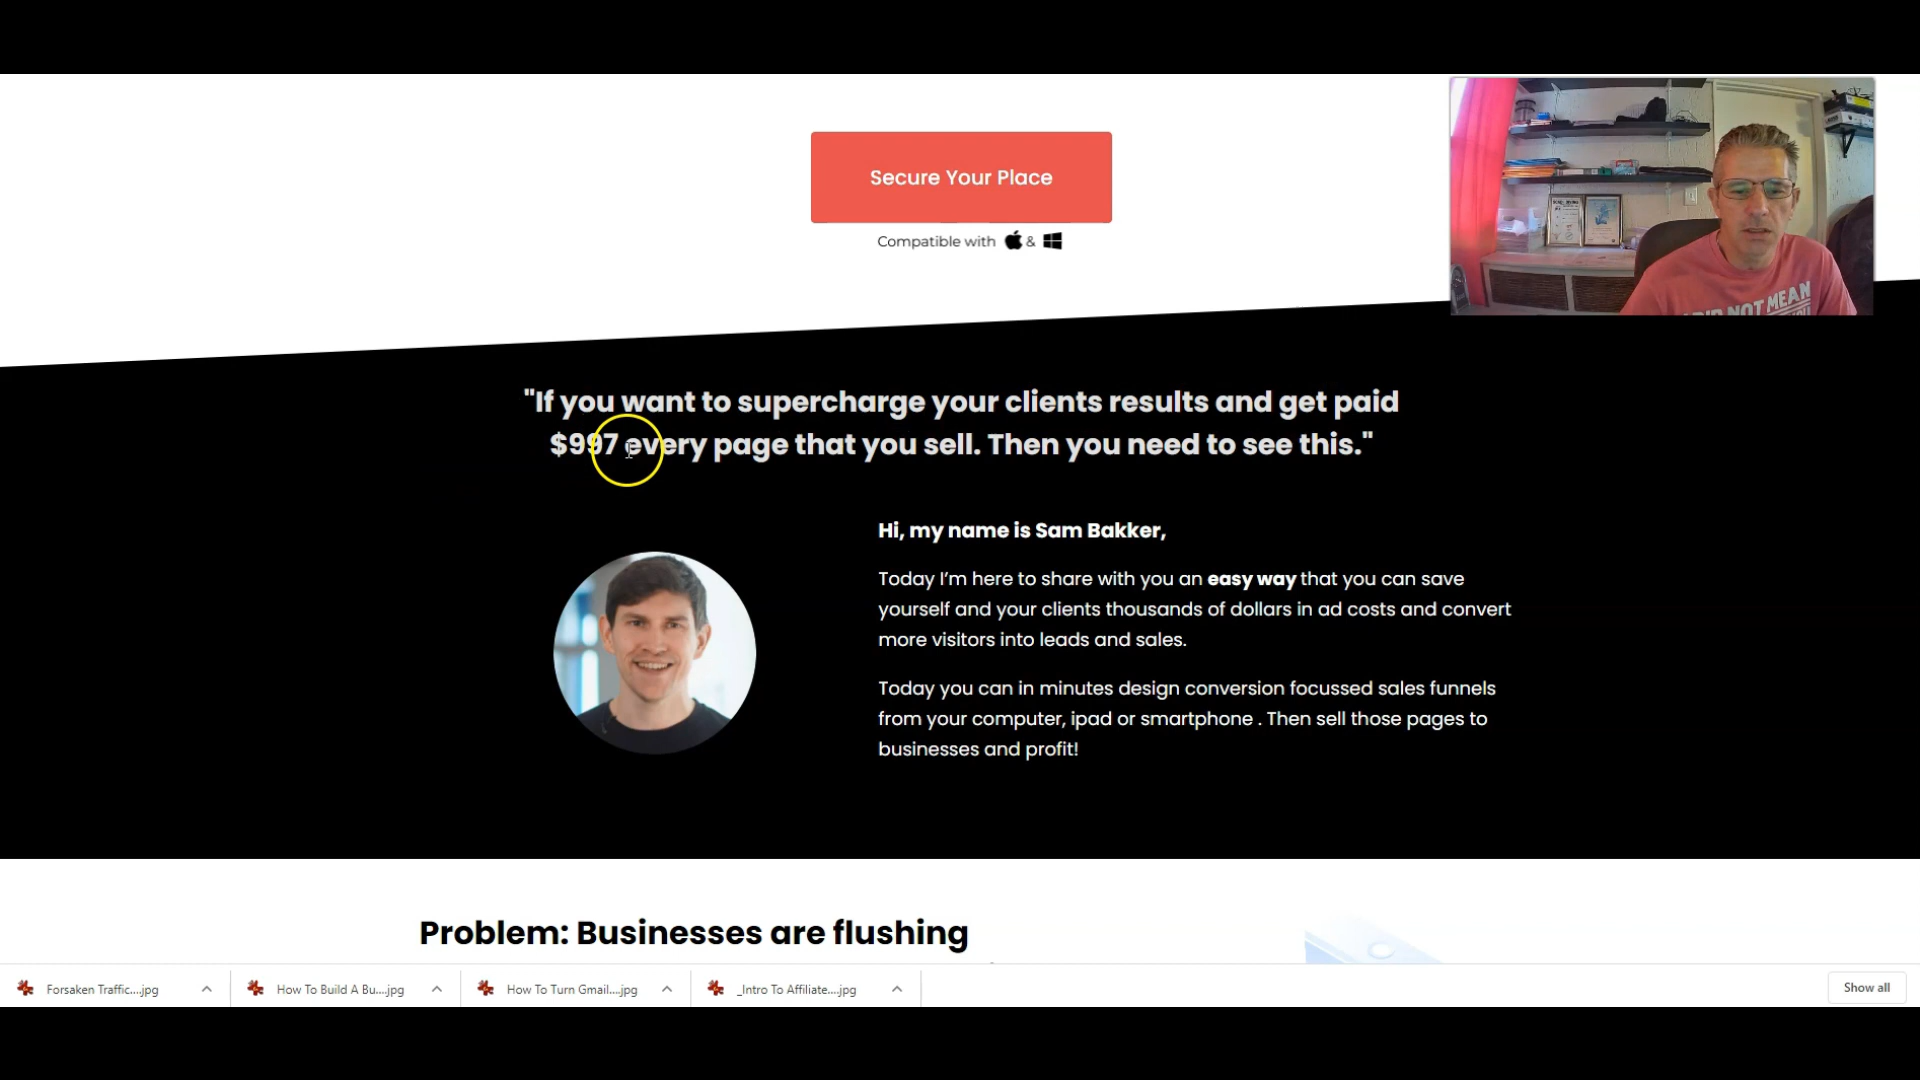 Secure Your Place
Compatible with &
NOT MEAN
"If you want to supercharge your clients results and get paid
$997 every page that you sell. Then you need to see this."
Hi, my name is Sam Bakker,
Today I'm here to share with you an easy way that you can save
yourself and your clients thousands of dollars in ad costs and convert
more visitors into leads and sales.
Today you can in minutes design conversion focussed sales funnels
from your computer, ipad or smartphone . Then sell those pages to
businesses and profit!
Problem: Businesses are flushing
Forsaken Traffic....jpg
How To Build A Bu....jpg
How To Turn Gmail....jpg
_Intro To Affiliate....jpg
Show all